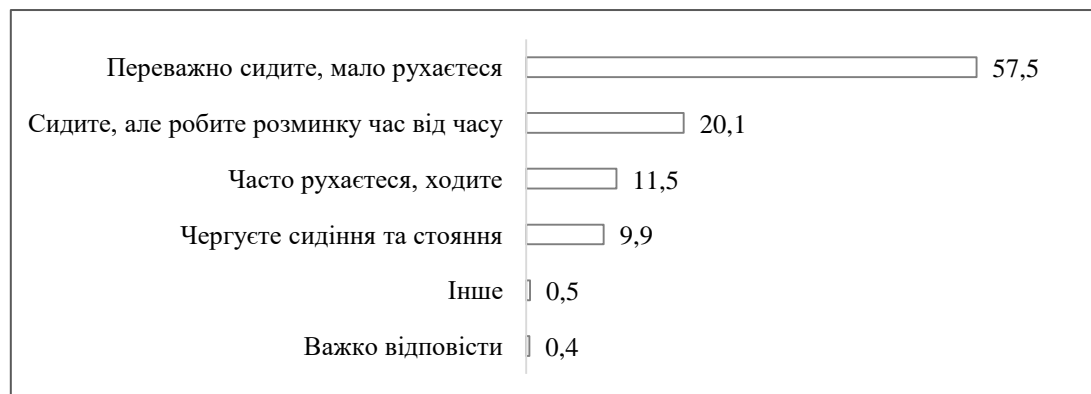 Переважно сидите, мало рухаєтеся 57,5
Сидите, але робите розминку час від часу 20,1
Часто рухаєтеся, ходите 11,5
Чергуєте сидіння та стояння 9,9
Інше 0,5
Важко відповісти 0,4